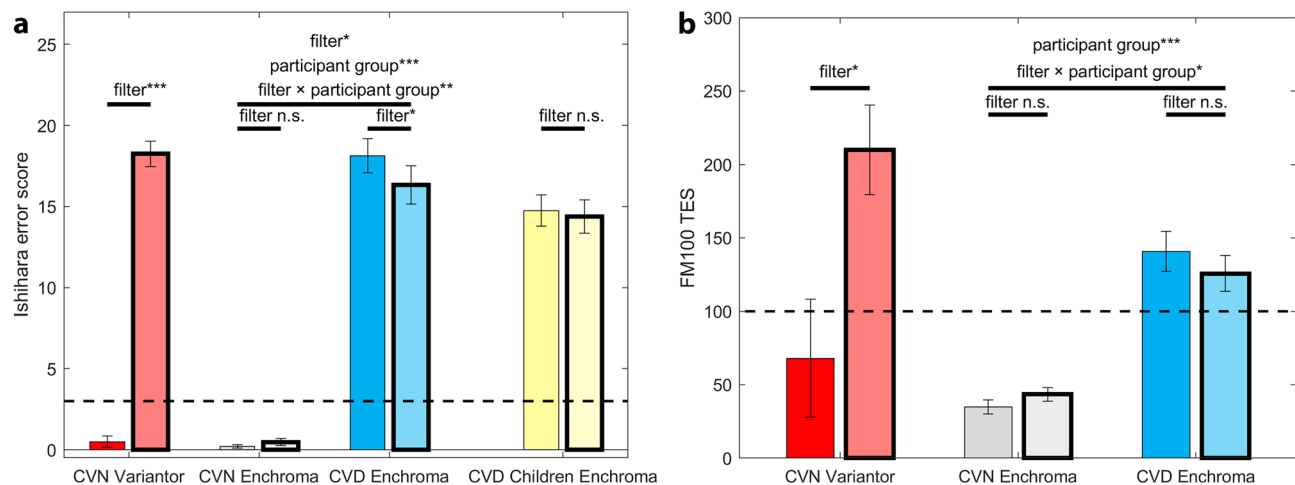 a
Ishihara error score
25
20
15
10
5
3
0
filter*
participant group***
filter × participant group**
filter***
filter n.s.
filter*
filter n.s.
CVN Variantor
CVN Enchroma
CVD Enchroma
CVD Children Enchroma
b
FM100 TES
300
250
200
150
100
50
0
participant group***
filter × participant group*
filter*
filter n.s.
filter n.s.
CVN Variantor
CVN Enchroma
CVD Enchroma